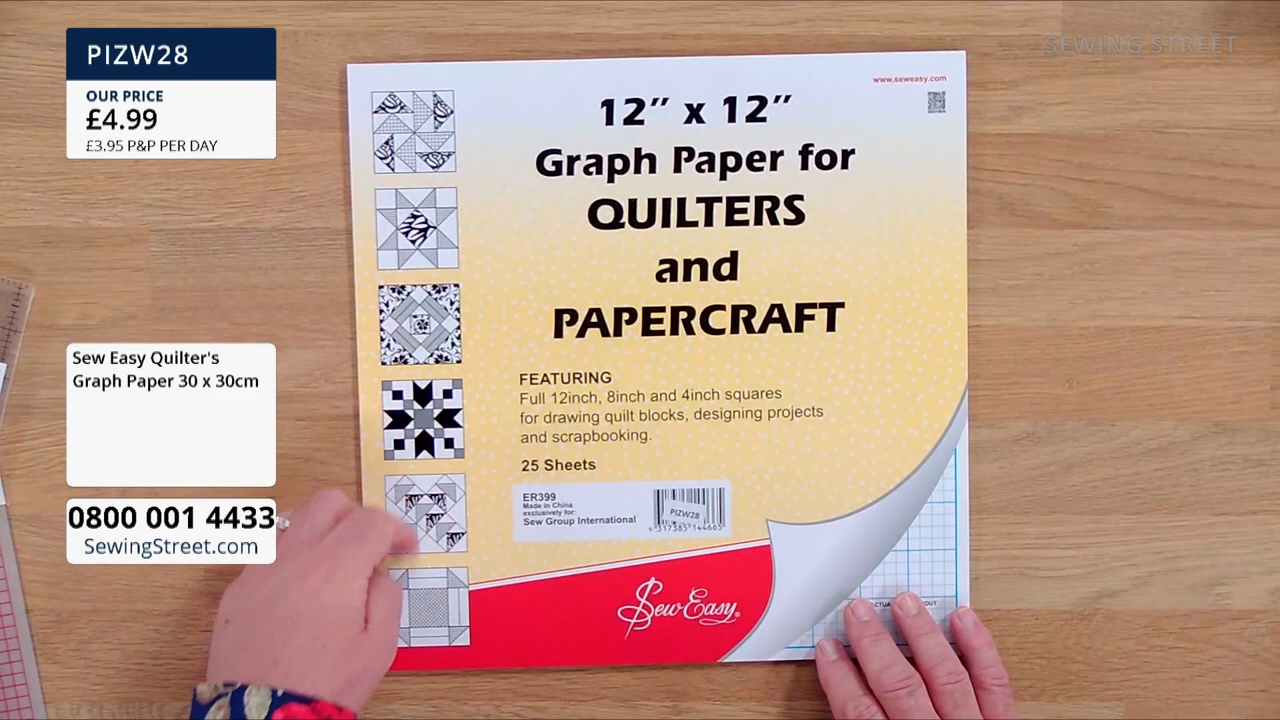 PIZW28
OUR PRICE
£4.99
£3.95 P&P PER DAY
SEWING STREET
www.seweasy.com
12" x 12"
Graph Paper for
QUILTERS
and
PAPERCRAFT
FEATURING
Full 12inch, 8inch and 4inch squares
for drawing quilt blocks, designing projects
and scrapbooking.
25 Sheets
ER399
Made in China
exclusively for:
Sew Group International
PIZW28
9 317385 144665
Sew Easy
Sew Easy Quilter's
Graph Paper 30 x 30cm
0800 001 4433
SewingStreet.com